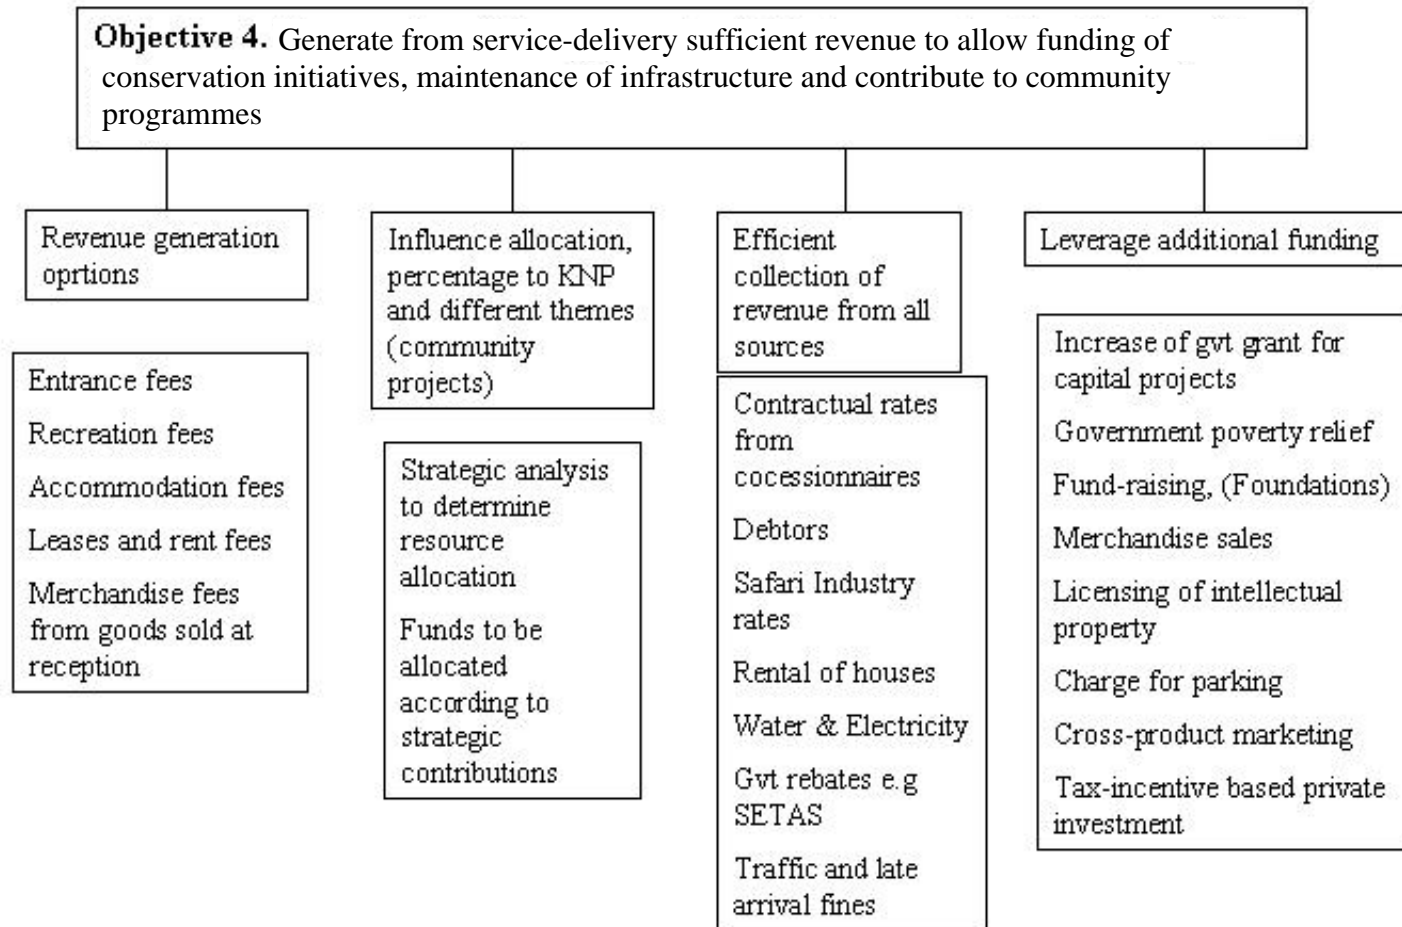 Objective 4. Generate from service-delivery sufficient revenue to allow funding of
conservation initiatives, maintenance of infrastructure and contribute to community
programmes
Revenue generation
oprtions
Entrance fees
Recreation fees
Accommodation fees
Leases and rent fees
Merchandise fees
from goods sold at
reception
Influence allocation,
percentage to KNP
and different themes
(community
projects)
Strategic analysis
to determine
resource
allocation
Funds to be
allocated
according to
strategic
contributions
Efficient
collection of
revenue from all
sources
Contractual rates
from
cocessionnaires
Debtors
Safari Industry
rates
Rental of houses
Water & Electricity
Gvt rebates e.g
SETAS
Traffic and late
arrival fines
Leverage additional funding
Increase of gvt grant for
capital projects
Government poverty relief
Fund-raising, (Foundations)
Merchandise sales
Licensing of intellectual
property
Charge for parking
Cross-product marketing
Tax-incentive based private
investment